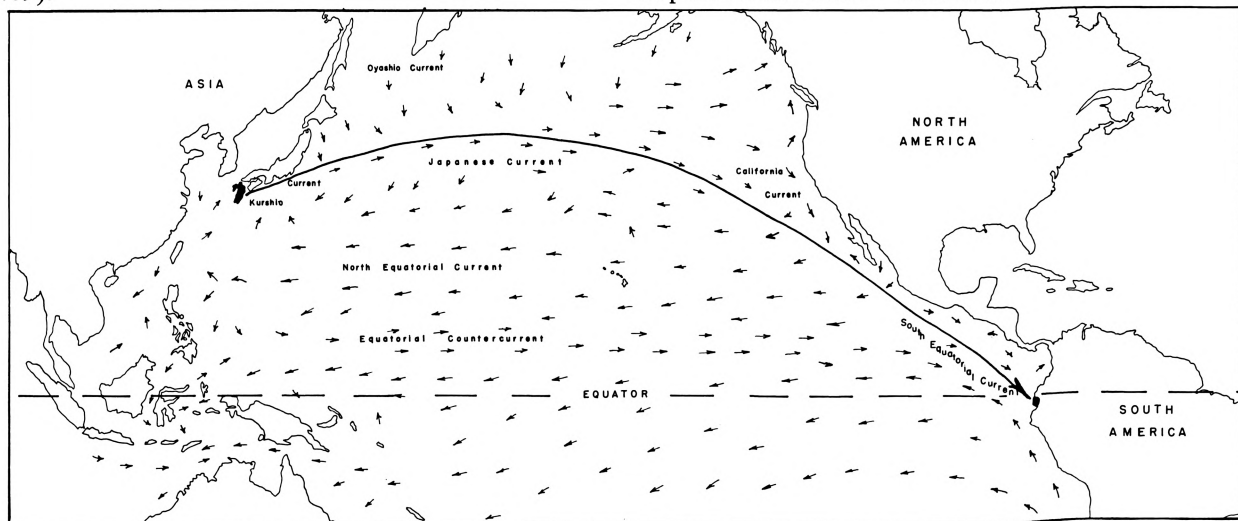 Oyashio Current
ASIA
NORTH
AMERICA
Japanese Current
California
Current
Current
Kurshio
North Equatorial Current
Equatorial Countercurrent
South Equatorial Current
EQUATOR
SOUTH
AMERICA